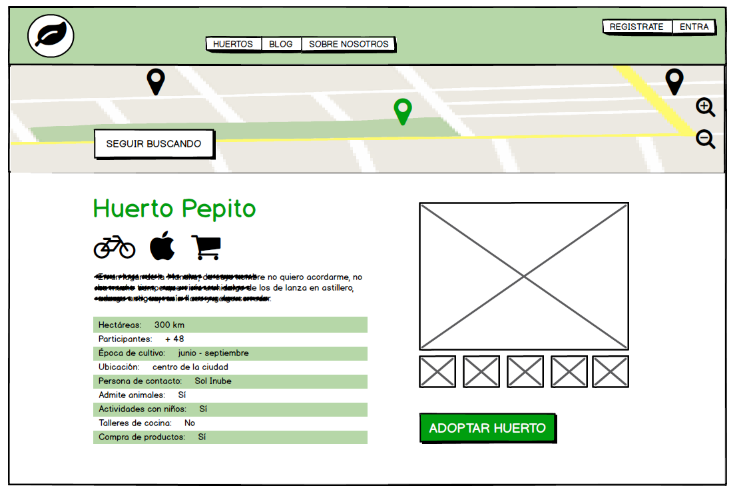 REGISTRATE ENTRA
HUERTOS BLOG SOBRE NOSOTROS
SEGUIR BUSCANDO
Huerto Pepito
no quiero acordarme, no
de los de lanza en astillero,
Hectáreas: 300 km
Participantes: + 48
Época de cultivo: junio - septiembre
Ubicación: centro de la ciudad
Persona de contacto: Sol Inube
Admite animales: Sí
Actividades con niños: Sí
Talleres de cocina: No
Compra de productos: Sí
ADOPTAR HUERTO